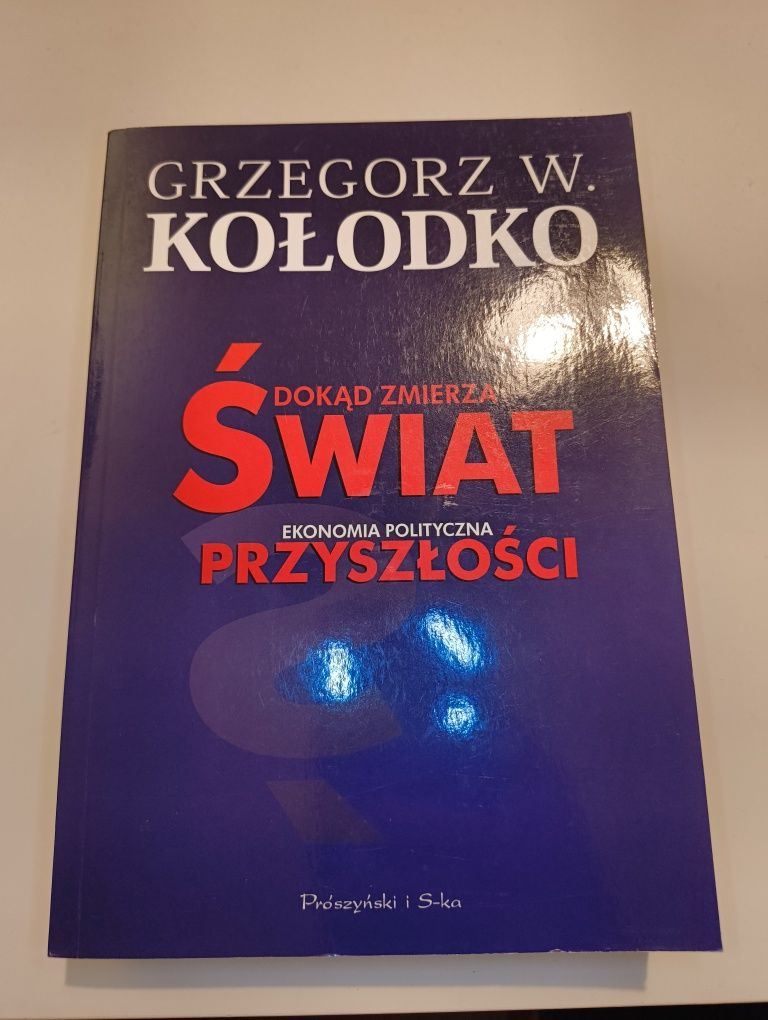 GRZEGORZ W.
KOŁODKO
DOKĄD ZMIERZA
ŚWIAT
EKONOMIA POLITYCZNA
PRZYSZŁOŚCI
Prószyński i S-ka